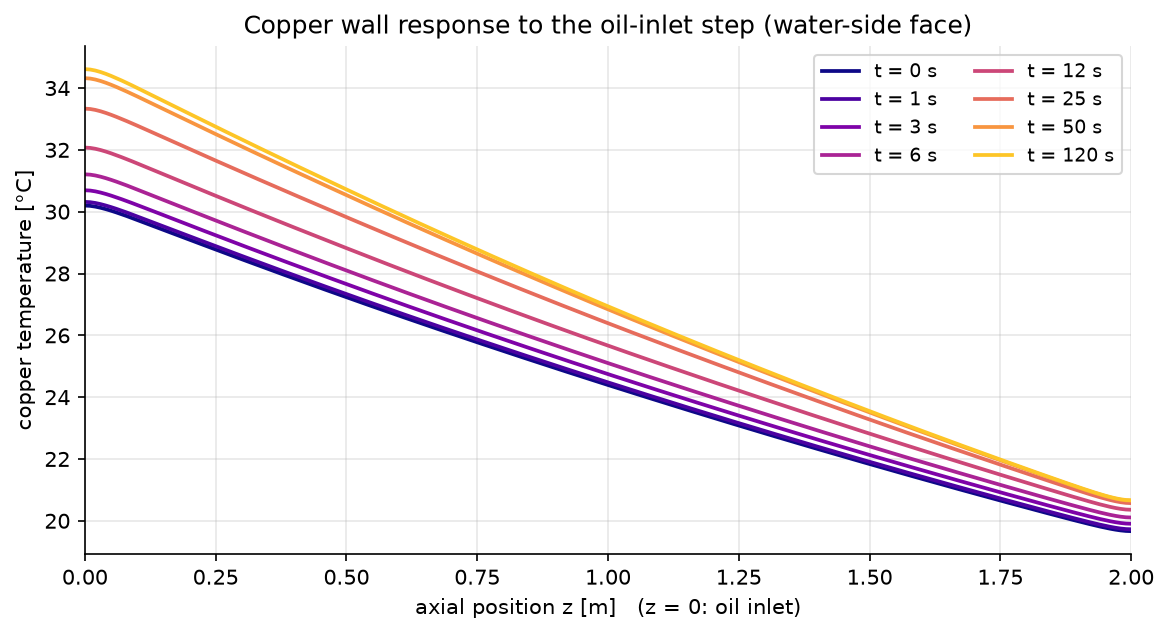 Copper wall response to the oil-inlet step (water-side face)
copper temperature [°C]
34
32
30
28
26
24
22
20
t = 0 s
t = 1 s
t = 3 s
t = 6 s
t = 12 s
t = 25 s
t = 50 s
t = 120 s
0.00 0.25 0.50 0.75 1.00 1.25 1.50 1.75 2.00
axial position z [m]   (z = 0: oil inlet)